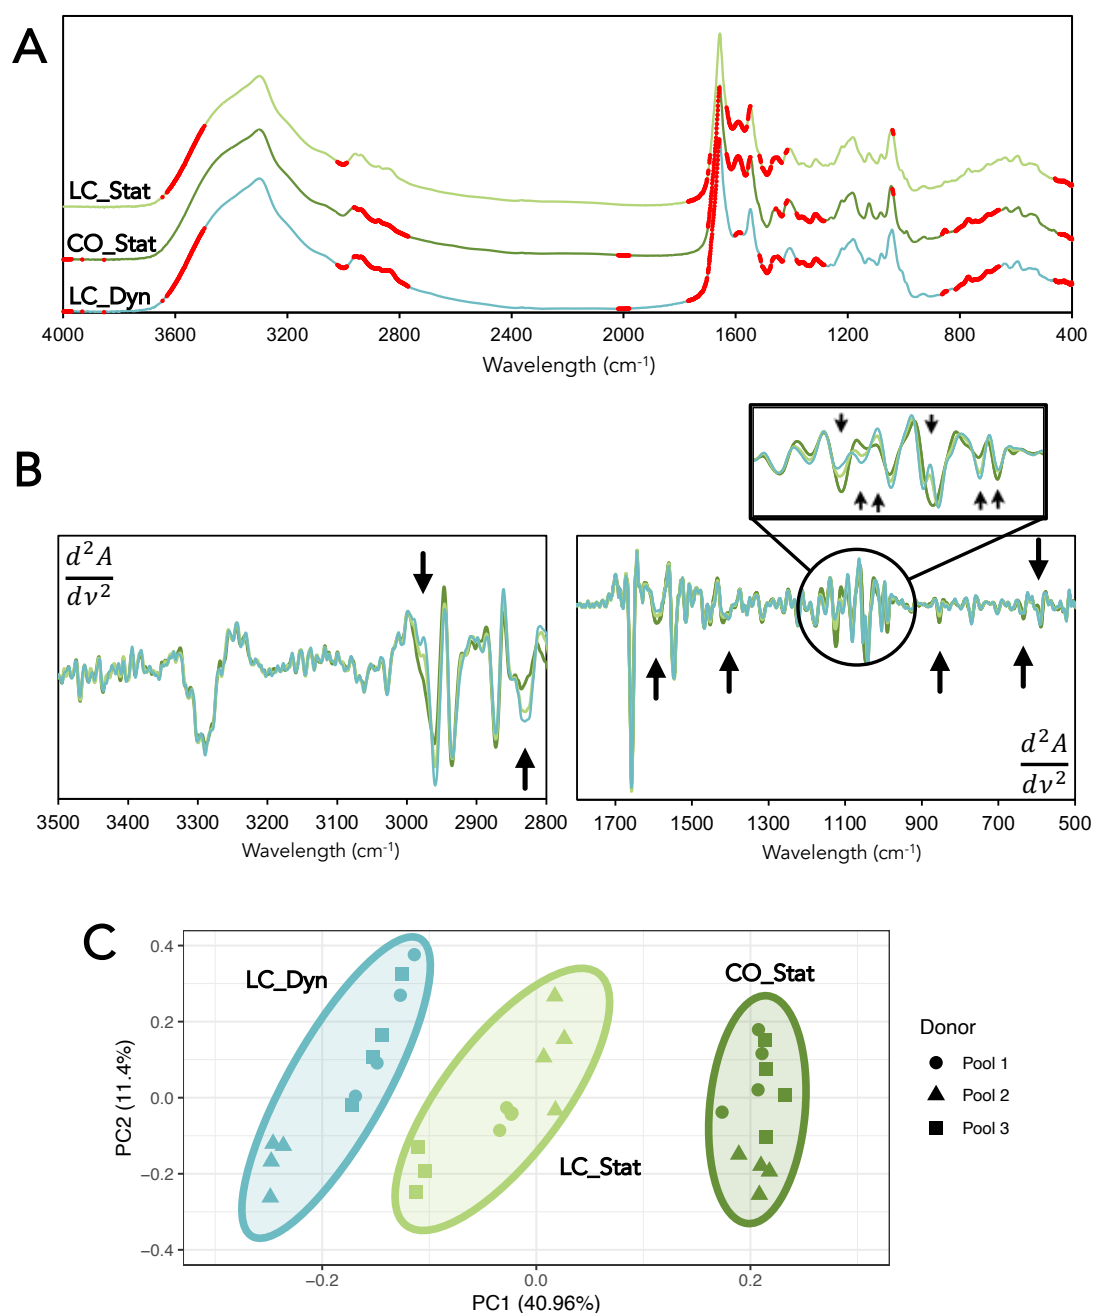 A
LC_Stat
CO_Stat
LC_Dyn
4000 3600 3200 2800 2400 2000 1600 1200 800 400
Wavelength (cm-1)
B
d²A
dv²
3500 3400 3300 3200 3100 3000 2900 2800
Wavelength (cm-1)
d²A
dv²
1700 1500 1300 1100 900 700 500
Wavelength (cm-1)
C
PC2 (11.4%)
0.4
0.2
0.0
−0.2
−0.4
LC_Dyn
LC_Stat
CO_Stat
−0.2 0.0 0.2
PC1 (40.96%)
Donor
Pool 1
Pool 2
Pool 3